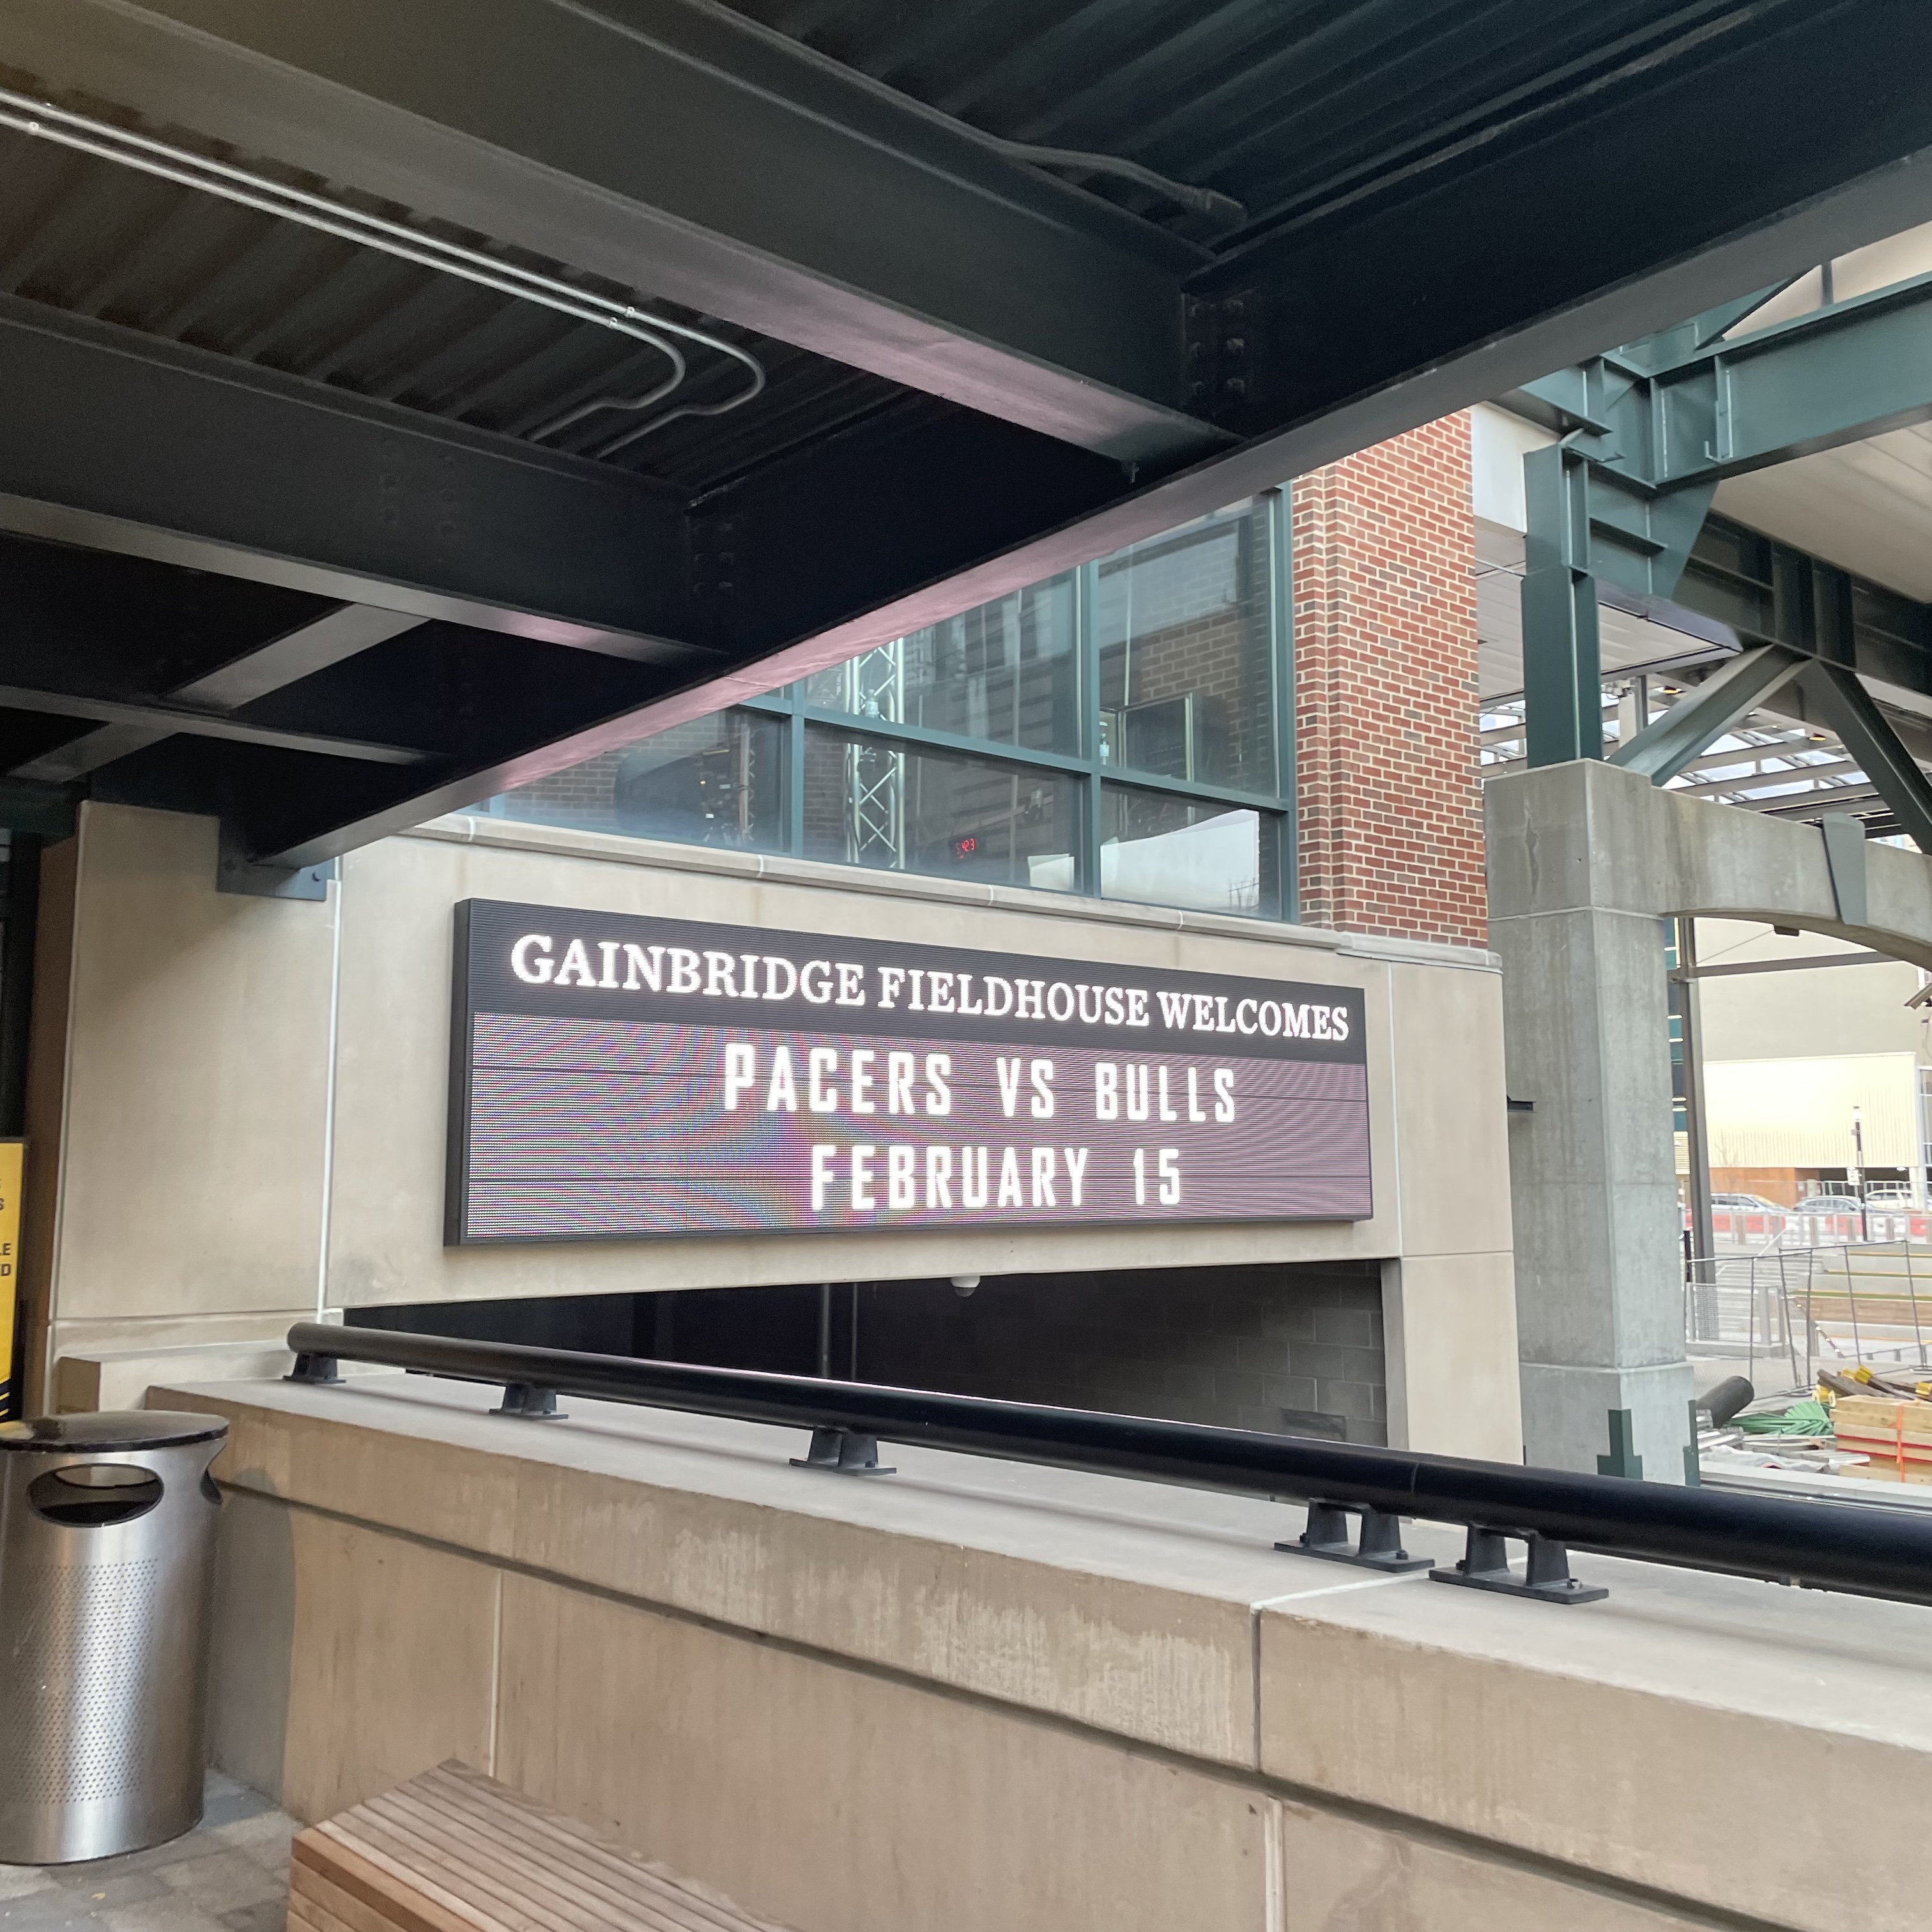 GAINBRIDGE FIELDHOUSE WELCOMES
PACERS VS BULLS
FEBRUARY 15